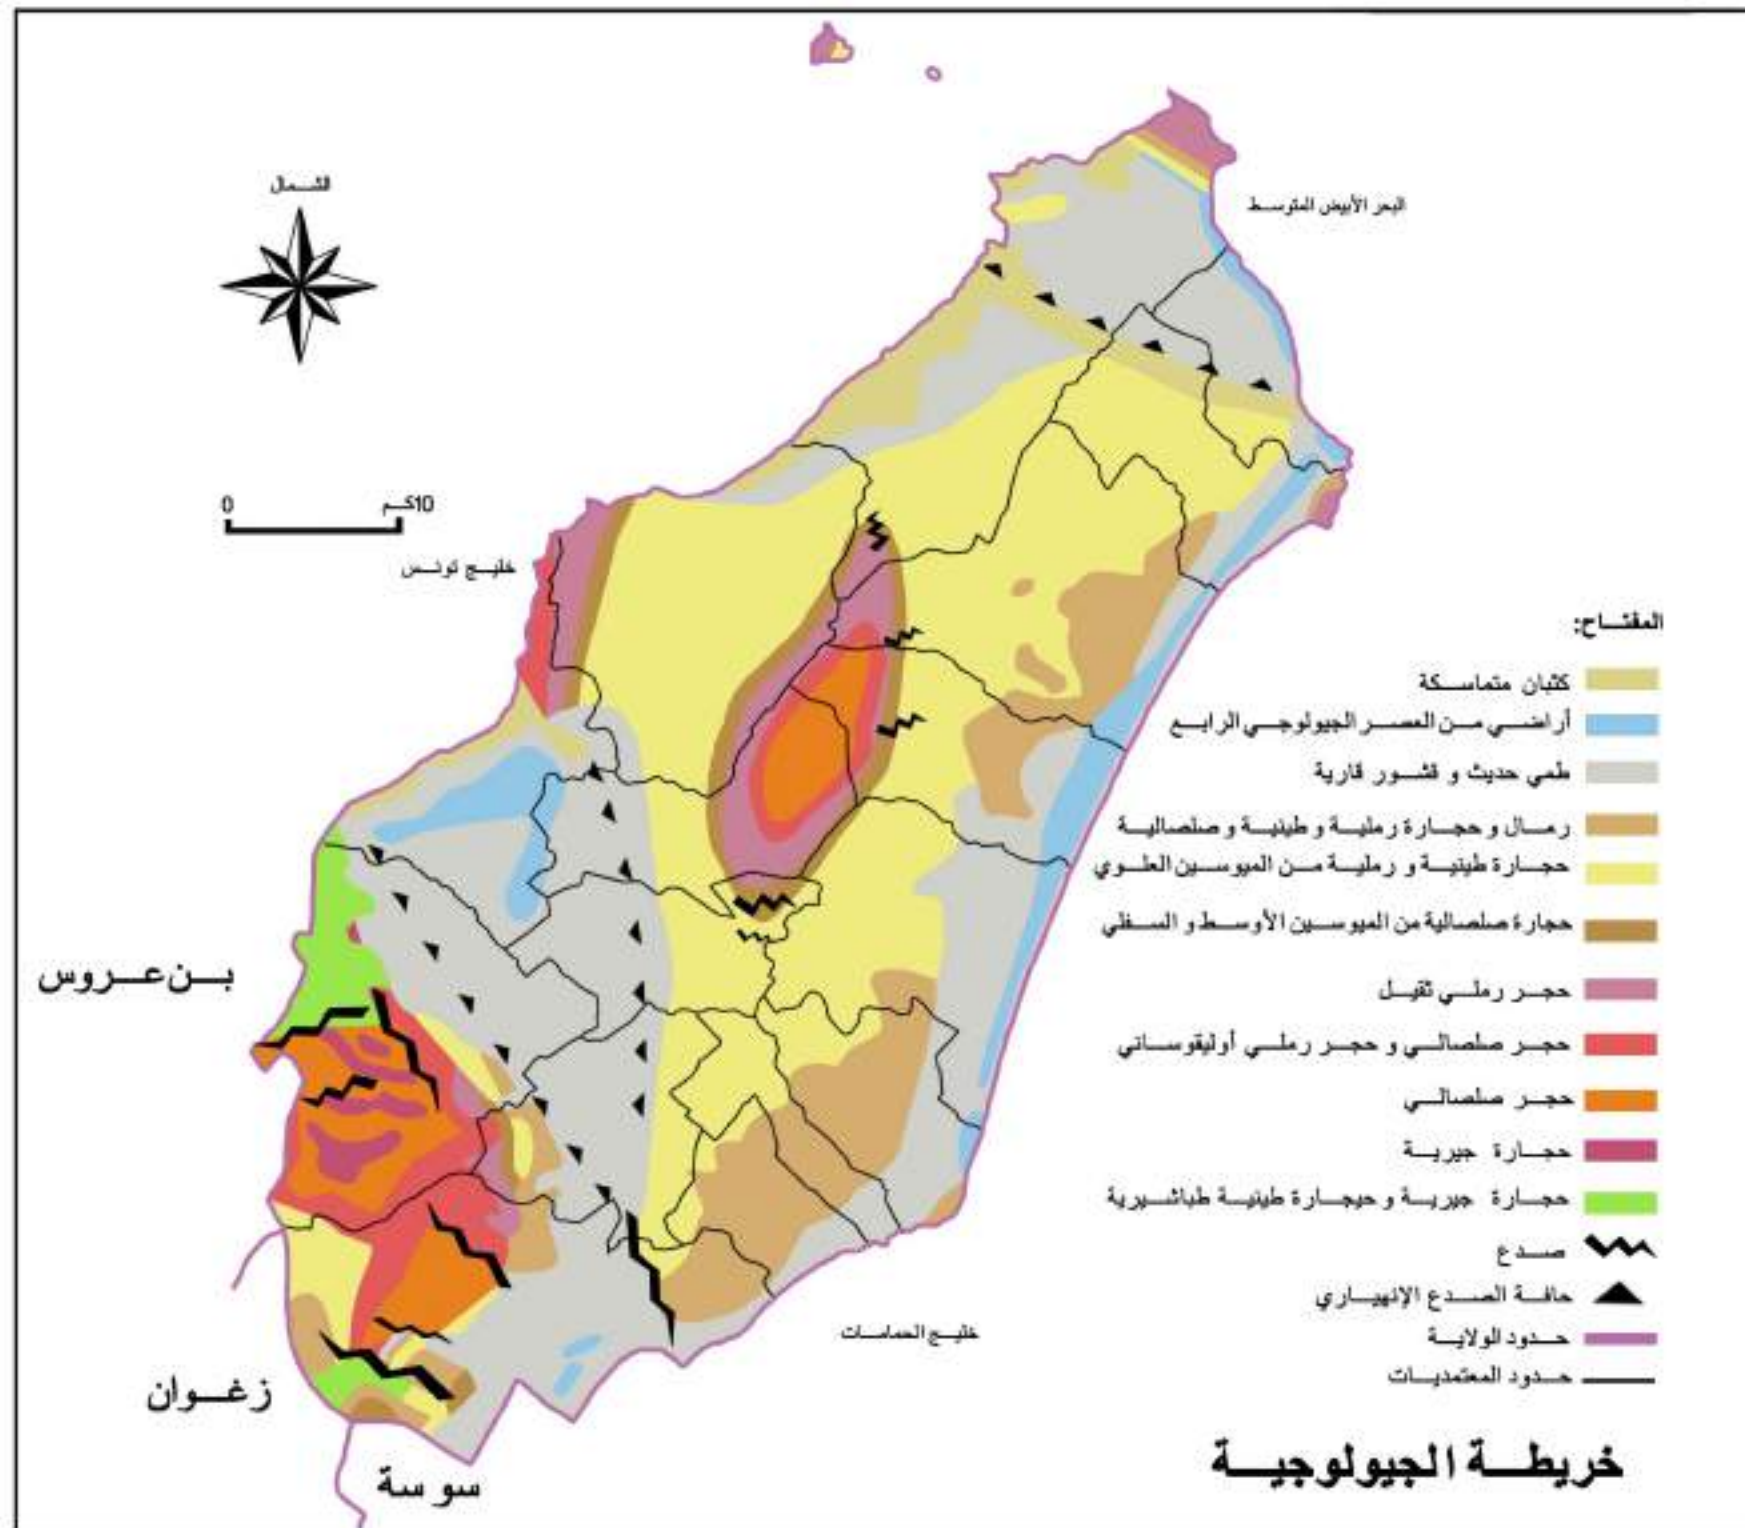 الشمال
البحر الأبيض المتوسط
0 10كم
خليج تونس
المفتاح:
كثبان متماسكة
أراضي من العصر الجيولوجي الرابع
طمي حديث و قشور قارية
رمال و حجارة رملية و طينية و صلصالية
حجارة طينية و رملية من الميوسين العلوي
حجارة صلصالية من الميوسين الأوسط و السفلي
بن عروس
حجر رملي ثقيل
حجر صلصالي و حجر رملي أوليقوساني
حجر صلصالي
حجارة جيرية
حجارة جيرية و حيجارة طينية طباشيرية
صدع
حافة الصدع الإنهياري
خليج الحمامات
حدود الولاية
حدود المعتمديات
زغوان
خريطة الجيولوجية
سوسة